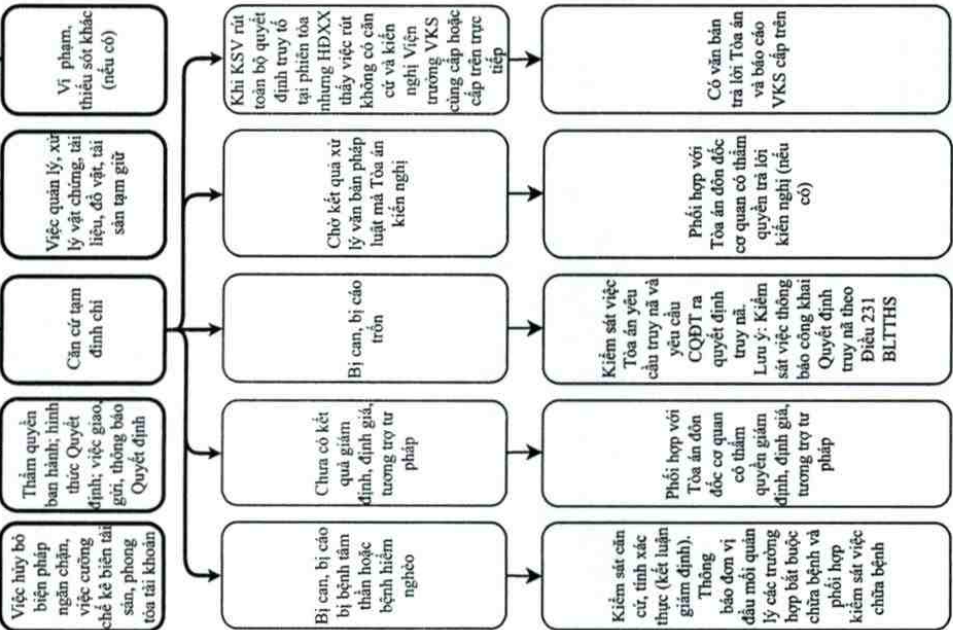 Việc hủy bỏ
biện pháp
ngăn chặn,
việc cưỡng
chế kê biên tài
sản, phong
tỏa tài khoản
Thẩm quyền
ban hành; hình
thức Quyết
định; việc giao,
gửi, thông báo
Quyết định
Căn cứ tạm
đình chỉ
Việc quản lý, xử
lý vật chứng, tài
liệu, đồ vật, tài
sản tạm giữ
Vi phạm,
thiếu sót khác
(nếu có)
Bị can, bị cáo
bị bệnh tâm
thần hoặc
bệnh hiểm
nghèo
Chưa có kết
quả giám
định, định giá,
tương trợ tư
pháp
Bị can, bị cáo
trốn
Chờ kết quả xử
lý văn bản pháp
luật mà Tòa án
kiến nghị
Khi KSV rút
toàn bộ quyết
định truy tố
tại phiên tòa
nhưng HĐXX
thấy việc rút
không có căn
cứ và kiến
nghị Viện
trưởng VKS
cùng cấp hoặc
cấp trên trực
tiếp
Kiểm sát căn
cứ, tính xác
thực (kết luận
giám định).
Thông
báo đơn vị
đầu mối quản
lý các trường
hợp bắt buộc
chữa bệnh và
phối hợp
kiểm sát việc
chữa bệnh
Phối hợp với
Tòa án đôn
đốc cơ quan
có thẩm
quyền giám
định, định giá,
tương trợ tư
pháp
Kiểm sát việc
Tòa án yêu
cầu truy nã và
yêu cầu
CQĐT ra
quyết định
truy nã.
Lưu ý: Kiểm
sát việc thông
báo công khai
Quyết định
truy nã theo
Điều 231
BLTTHS
Phối hợp với
Tòa án đôn đốc
cơ quan có thẩm
quyền trả lời
kiến nghị (nếu
có)
Có văn bản
trả lời Tòa án
và báo cáo
VKS cấp trên